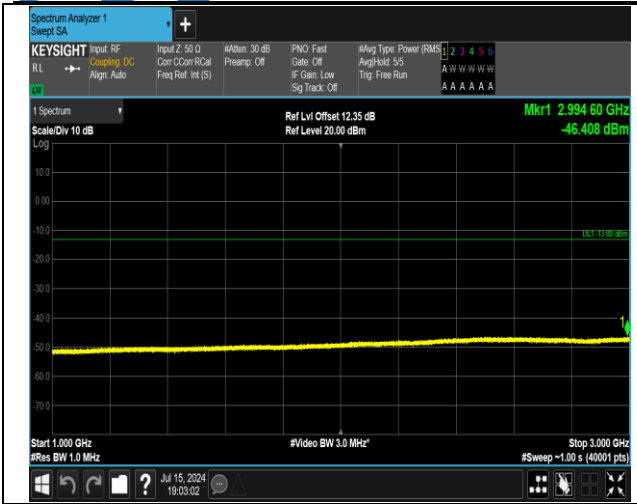 Spectrum Analyzer 1
Swept SA
+
KEYSIGHT
RL
LXI
Input: RF
Coupling: DC
Align: Auto
Input Z: 50 Ω
Corr CCorr RCal
Freq Ref: Int (S)
#Atten: 30 dB
Preamp: Off
PNO: Fast
Gate: Off
IF Gain: Low
Sig Track: Off
#Avg Type: Power (RMS
Avg|Hold: 5/5
Trig: Free Run
1 2 3 4 5 6
A W W W W W
A A A A A A
1 Spectrum
Scale/Div 10 dB
Log
Ref Lvl Offset 12.35 dB
Ref Level 20.00 dBm
Mkr1 2.994 60 GHz
-46.408 dBm
10.0
0.00
-10.0
DL1 -13.00 dBm
-20.0
-30.0
-40.0
1
-50.0
-60.0
-70.0
Start 1.000 GHz
#Video BW 3.0 MHz*
Stop 3.000 GHz
#Res BW 1.0 MHz
#Sweep ~1.00 s (40001 pts)
?
Jul 15, 2024
19:03:02